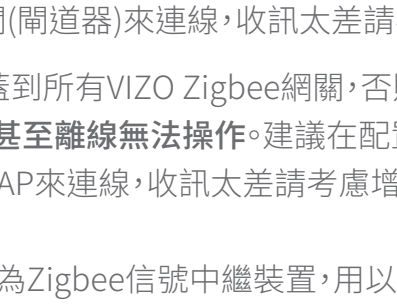 (閘道器)來連線,收訊太差請
到所有VIZO Zigbee網關,否
甚至離線無法操作。建議在配
AP來連線,收訊太差請考慮增
為Zigbee信號中繼裝置,用以